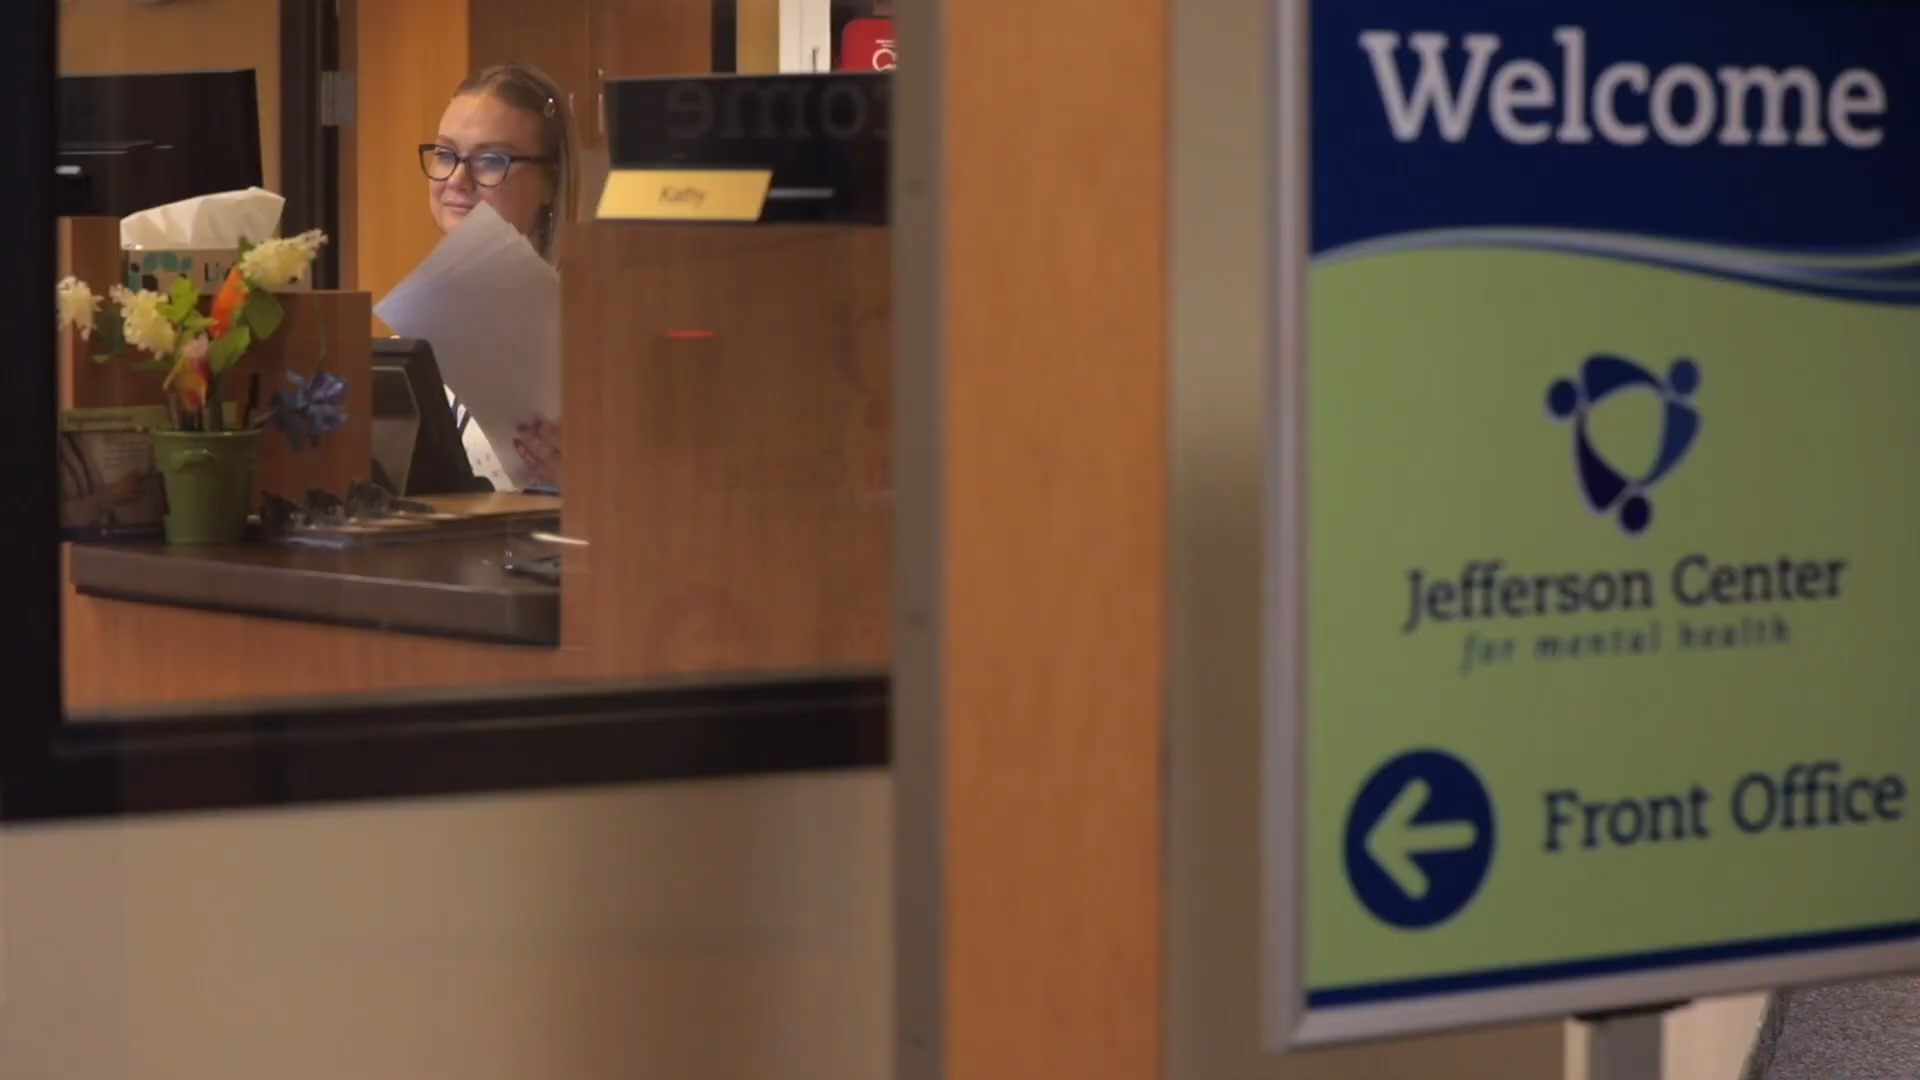 Welcome
Jefferson Center
for mental health
Front Office
Kathy